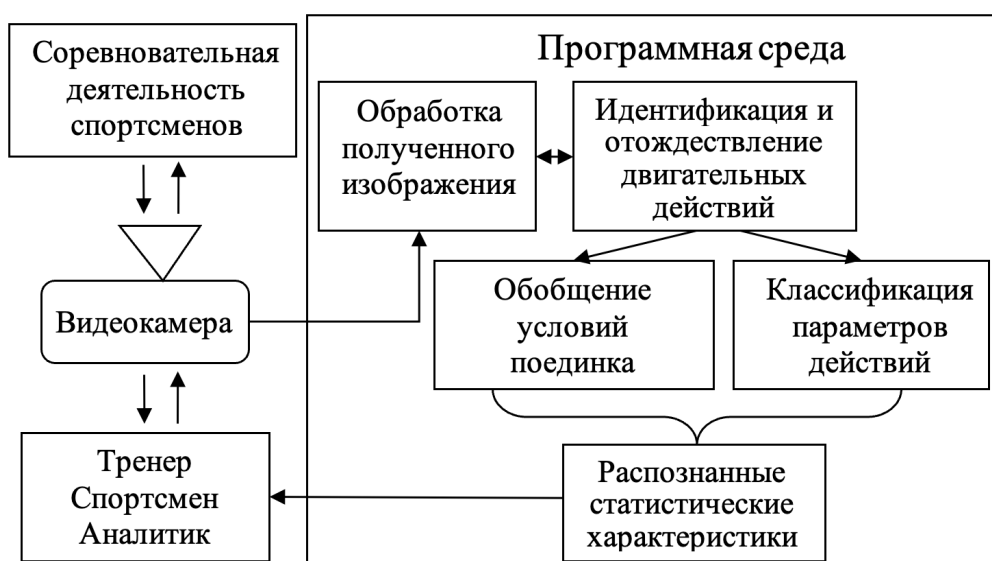 Соревновательная
деятельность
спортсменов
Видеокамера
Тренер
Спортсмен
Аналитик
Программная среда
Обработка
полученного
изображения
Идентификация и
отождествление
двигательных
действий
Обобщение
условий
поединка
Классификация
параметров
действий
Распознанные
статистические
характеристики